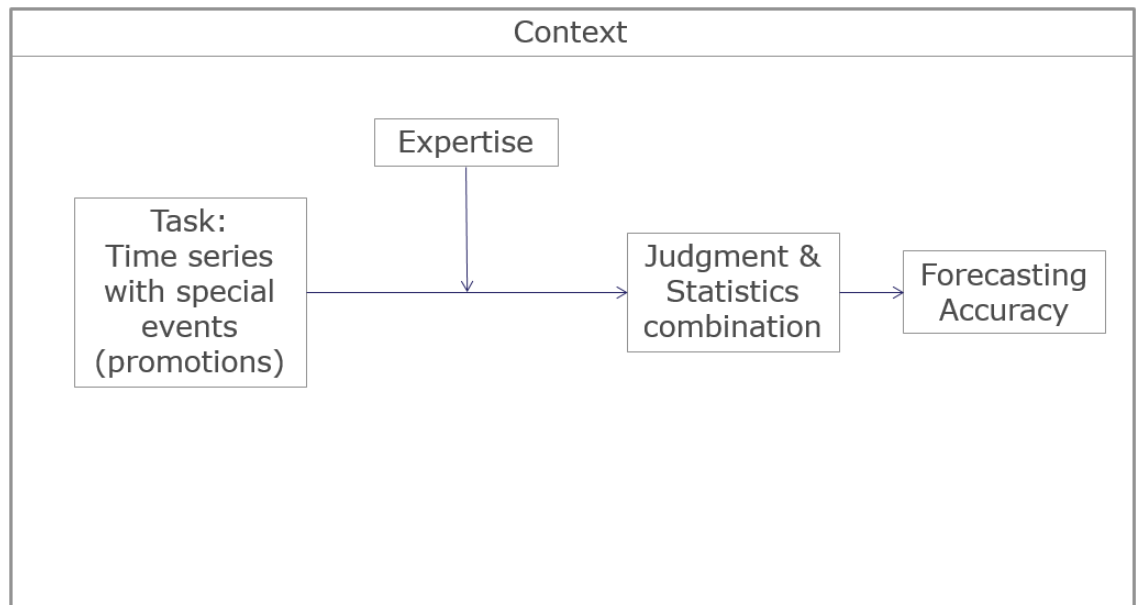 Context
Expertise
Task:
Time series
with special
events
(promotions)
Judgment &
Statistics
combination
Forecasting
Accuracy